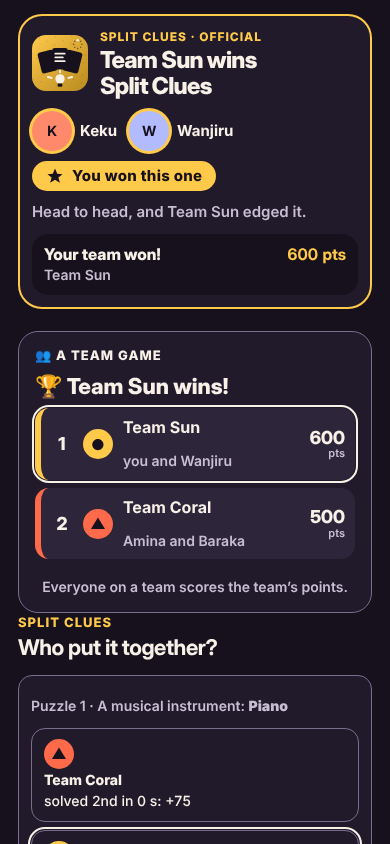 SPLIT CLUES · OFFICIAL
Team Sun wins
Split Clues
K Keku W Wanjiru
★ You won this one
Head to head, and Team Sun edged it.
Your team won! 600 pts
Team Sun
👥 A TEAM GAME
🏆 Team Sun wins!
1 Team Sun 600
you and Wanjiru pts
2 Team Coral 500
Amina and Baraka pts
Everyone on a team scores the team’s points.
SPLIT CLUES
Who put it together?
Puzzle 1 · A musical instrument: Piano
Team Coral
solved 2nd in 0 s: +75